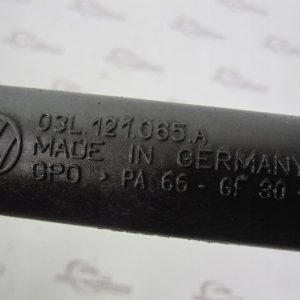 03L.121.065.A
MADE IN GERMANY
GPO > PA 66 - GF 30